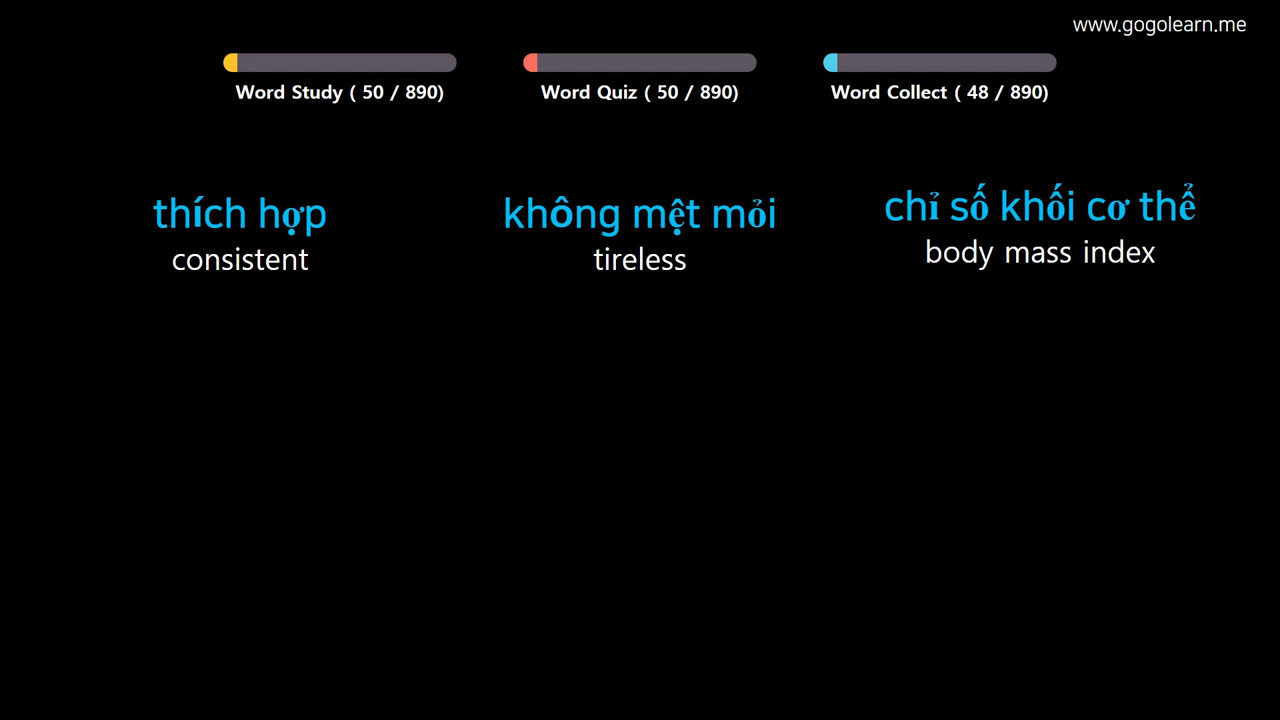 www.gogolearn.me
Word Study ( 50 / 890)
Word Quiz ( 50 / 890)
Word Collect ( 48 / 890)
thích hợp
consistent
không mệt mỏi
tireless
chỉ số khối cơ thể
body mass index